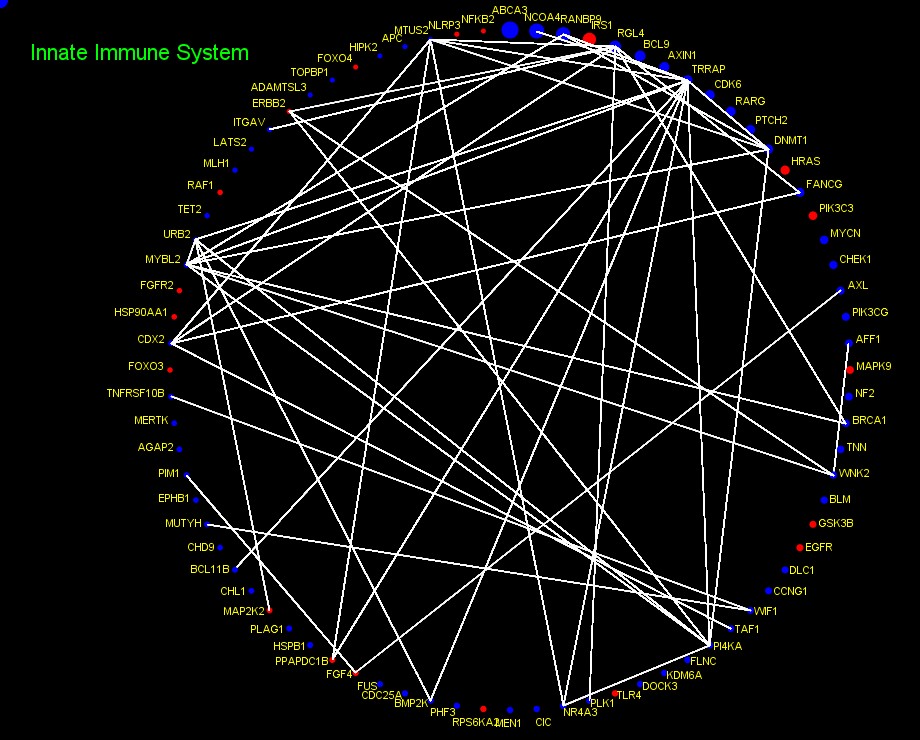 Innate Immune System
ABCA3
NCOA4
RANBP9
IRS1
RGL4
BCL9
AXIN1
TRRAP
CDK6
RARG
PTCH2
DNMT1
HRAS
FANCG
PIK3C3
MYCN
CHEK1
AXL
PIK3CG
AFF1
MAPK9
NF2
BRCA1
TNN
WNK2
BLM
GSK3B
EGFR
DLC1
CCNG1
WIF1
TAF1
PI4KA
FLNC
KDM6A
DOCK3
TLR4
PLK1
NR4A3
CIC
MEN1
RPS6KA2
PHF3
BMP2K
CDC25A
FUS
FGF4
PPAPDC1B
HSPB1
PLAG1
MAP2K2
CHL1
BCL11B
CHD9
MUTYH
EPHB1
PIM1
AGAP2
MERTK
TNFRSF10B
FOXO3
CDX2
HSP90AA1
FGFR2
MYBL2
URB2
TET2
RAF1
MLH1
LATS2
ITGAV
ERBB2
ADAMTSL3
TOPBP1
FOXO4
HIPK2
APC
MTUS2
NLRP3
NFKB2